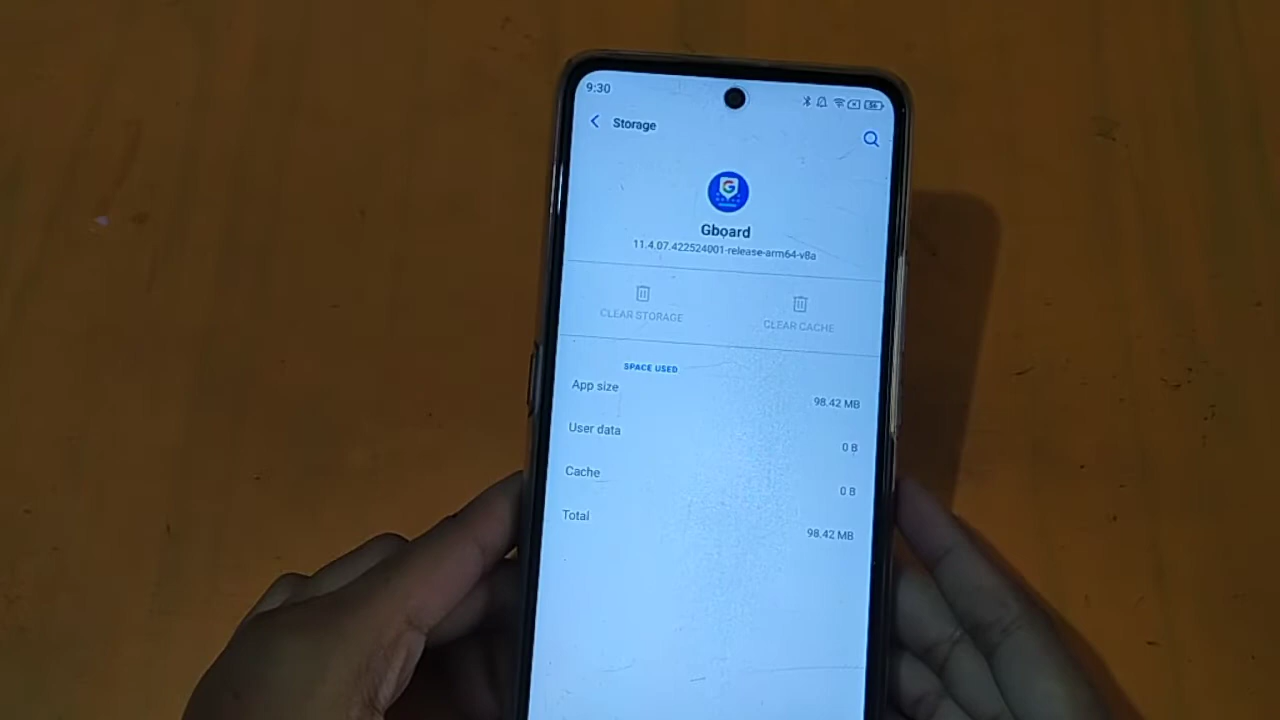 9:30
56
Storage
G
Gboard
11.4.07.422524001-release-arm64-v8a
CLEAR STORAGE
CLEAR CACHE
SPACE USED
App size
98.42 MB
User data
0 B
Cache
0 B
Total
98.42 MB